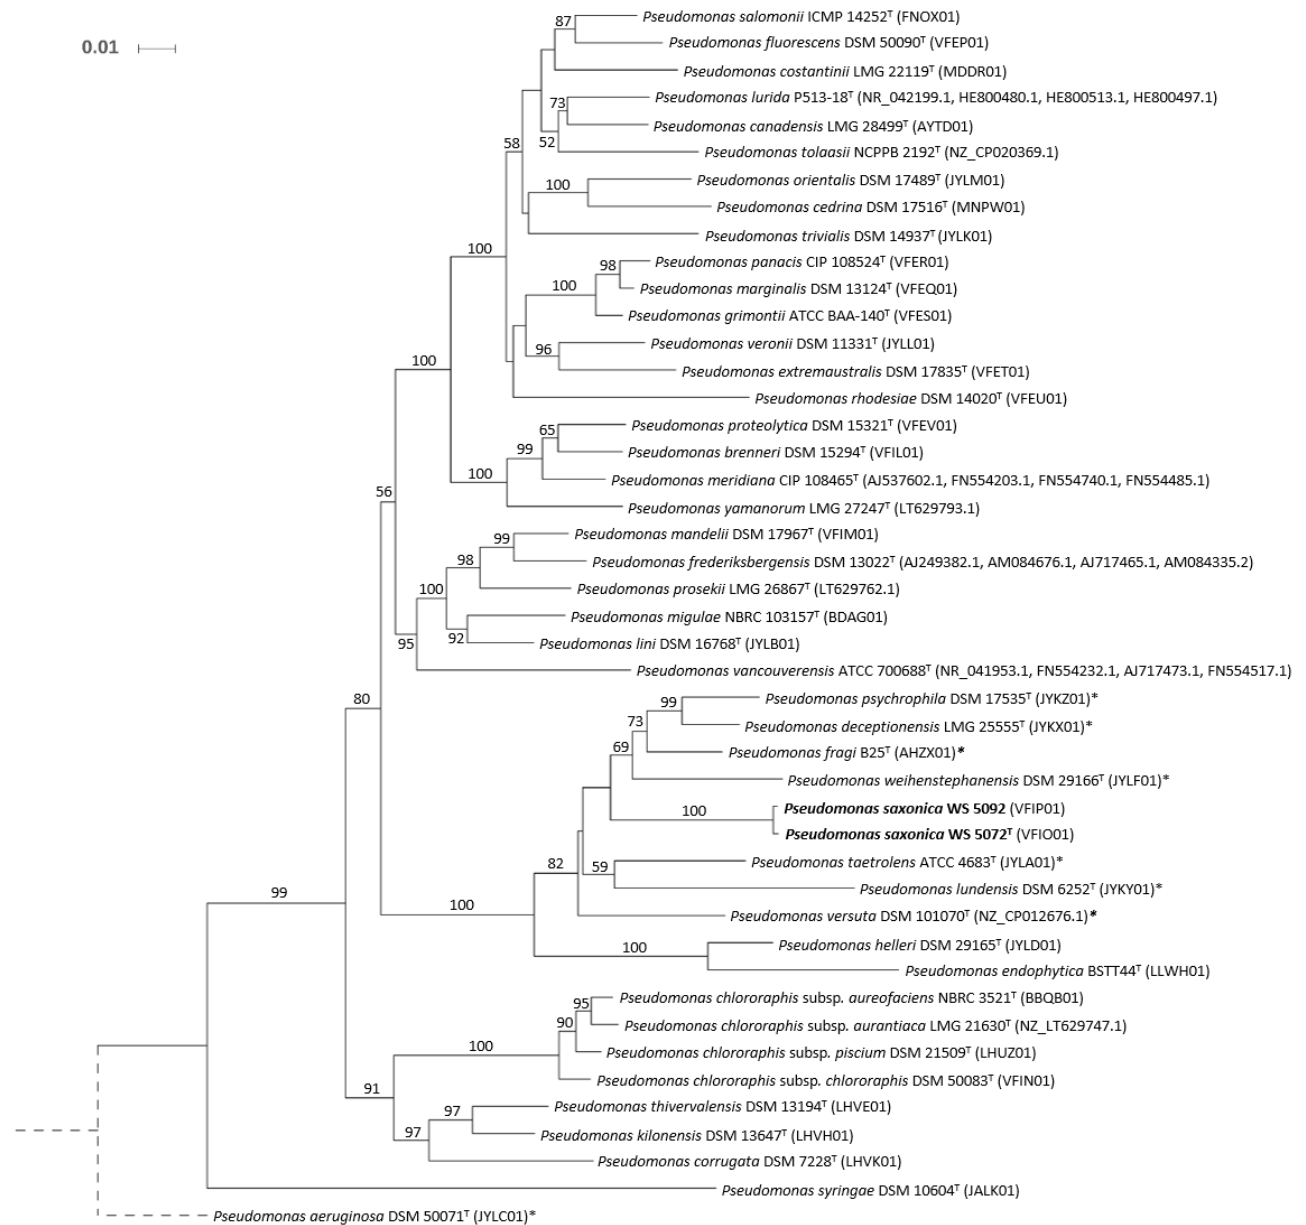 87
Pseudomonas salomonii ICMP 14252ᵀ (FNOX01)
0.01
Pseudomonas fluorescens DSM 50090ᵀ (VFEP01)
Pseudomonas costantinii LMG 22119ᵀ (MDDR01)
73
Pseudomonas lurida P513-18ᵀ (NR_042199.1, HE800480.1, HE800513.1, HE800497.1)
Pseudomonas canadensis LMG 28499ᵀ (AYTD01)
58
52
Pseudomonas tolaasii NCPPB 2192ᵀ (NZ_CP020369.1)
100
Pseudomonas orientalis DSM 17489ᵀ (JYLM01)
Pseudomonas cedrina DSM 17516ᵀ (MNPW01)
Pseudomonas trivialis DSM 14937ᵀ (JYLK01)
100
98
Pseudomonas panacis CIP 108524ᵀ (VFER01)
100
Pseudomonas marginalis DSM 13124ᵀ (VFEQ01)
Pseudomonas grimontii ATCC BAA-140ᵀ (VFES01)
96
Pseudomonas veronii DSM 11331ᵀ (JYLL01)
100
Pseudomonas extremaustralis DSM 17835ᵀ (VFET01)
Pseudomonas rhodesiae DSM 14020ᵀ (VFEU01)
65
Pseudomonas proteolytica DSM 15321ᵀ (VFEV01)
99
Pseudomonas brenneri DSM 15294ᵀ (VFIL01)
100
Pseudomonas meridiana CIP 108465ᵀ (AJ537602.1, FN554203.1, FN554740.1, FN554485.1)
56
Pseudomonas yamanorum LMG 27247ᵀ (LT629793.1)
99
Pseudomonas mandelii DSM 17967ᵀ (VFIM01)
98
Pseudomonas frederiksbergensis DSM 13022ᵀ (AJ249382.1, AM084676.1, AJ717465.1, AM084335.2)
100
Pseudomonas prosekii LMG 26867ᵀ (LT629762.1)
Pseudomonas migulae NBRC 103157ᵀ (BDAG01)
95
92
Pseudomonas lini DSM 16768ᵀ (JYLB01)
Pseudomonas vancouverensis ATCC 700688ᵀ (NR_041953.1, FN554232.1, AJ717473.1, FN554517.1)
80
99
Pseudomonas psychrophila DSM 17535ᵀ (JYKZ01)*
73
Pseudomonas deceptionensis LMG 25555ᵀ (JYKX01)*
69
Pseudomonas fragi B25ᵀ (AHZX01)*
Pseudomonas weihenstephanensis DSM 29166ᵀ (JYLF01)*
100
Pseudomonas saxonica WS 5092 (VFIP01)
Pseudomonas saxonica WS 5072ᵀ (VFIO01)
82
59
Pseudomonas taetrolens ATCC 4683ᵀ (JYLA01)*
99
Pseudomonas lundensis DSM 6252ᵀ (JYKY01)*
100
Pseudomonas versuta DSM 101070ᵀ (NZ_CP012676.1)*
100
Pseudomonas helleri DSM 29165ᵀ (JYLD01)
Pseudomonas endophytica BSTT44ᵀ (LLWH01)
95
Pseudomonas chlororaphis subsp. aureofaciens NBRC 3521ᵀ (BBQB01)
90
Pseudomonas chlororaphis subsp. aurantiaca LMG 21630ᵀ (NZ_LT629747.1)
100
Pseudomonas chlororaphis subsp. piscium DSM 21509ᵀ (LHUZ01)
Pseudomonas chlororaphis subsp. chlororaphis DSM 50083ᵀ (VFIN01)
91
97
Pseudomonas thivervalensis DSM 13194ᵀ (LHVE01)
97
Pseudomonas kilonensis DSM 13647ᵀ (LHVH01)
Pseudomonas corrugata DSM 7228ᵀ (LHVK01)
Pseudomonas syringae DSM 10604ᵀ (JALK01)
Pseudomonas aeruginosa DSM 50071ᵀ (JYLC01)*